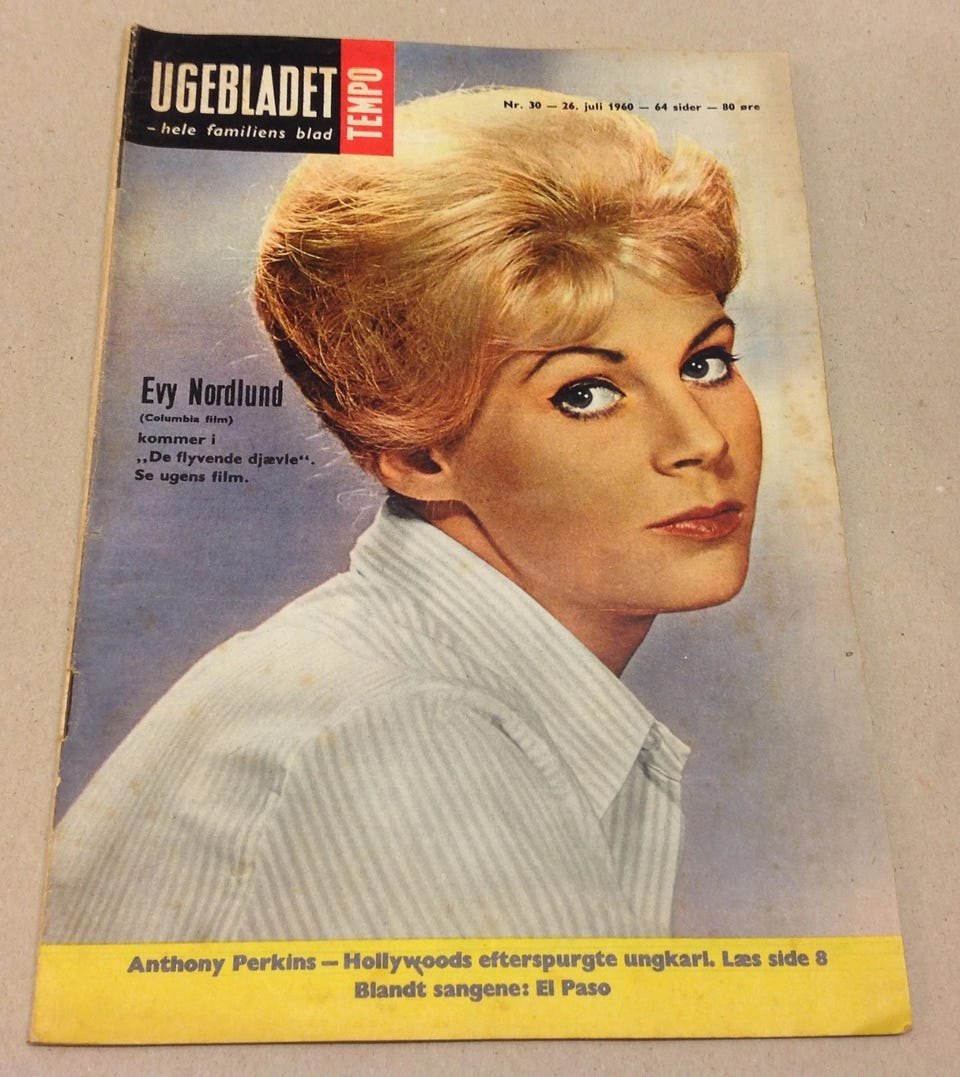 UGEBLADET
TEMPO
– hele familiens blad
Nr. 30 — 26. juli 1960 — 64 sider — 80 øre
Evy Nordlund
(Columbia film)
kommer i
„De flyvende djævle“.
Se ugens film.
Anthony Perkins — Hollywoods efterspurgte ungkarl. Læs side 8
Blandt sangene: El Paso